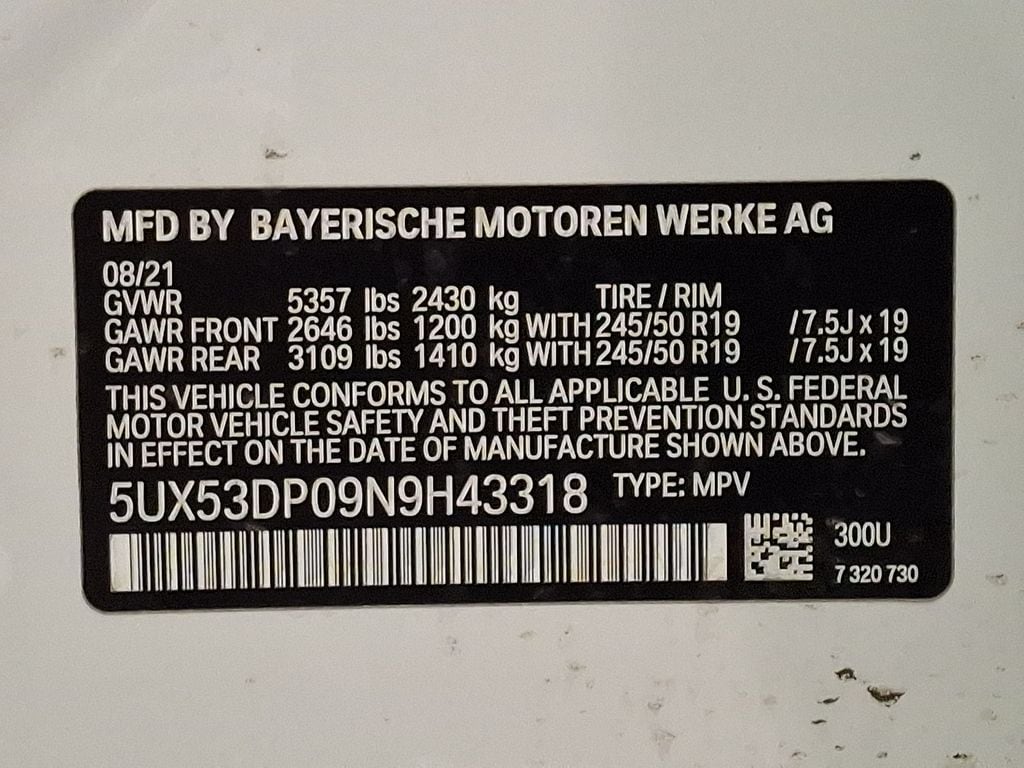 MFD BY BAYERISCHE MOTOREN WERKE AG
08/21
GVWR 5357 lbs 2430 kg TIRE / RIM
GAWR FRONT 2646 lbs 1200 kg WITH 245/50 R19 /7.5J x 19
GAWR REAR 3109 lbs 1410 kg WITH 245/50 R19 /7.5J x 19
THIS VEHICLE CONFORMS TO ALL APPLICABLE U. S. FEDERAL
MOTOR VEHICLE SAFETY AND THEFT PREVENTION STANDARDS
IN EFFECT ON THE DATE OF MANUFACTURE SHOWN ABOVE.
5UX53DP09N9H43318 TYPE: MPV
300U
7 320 730